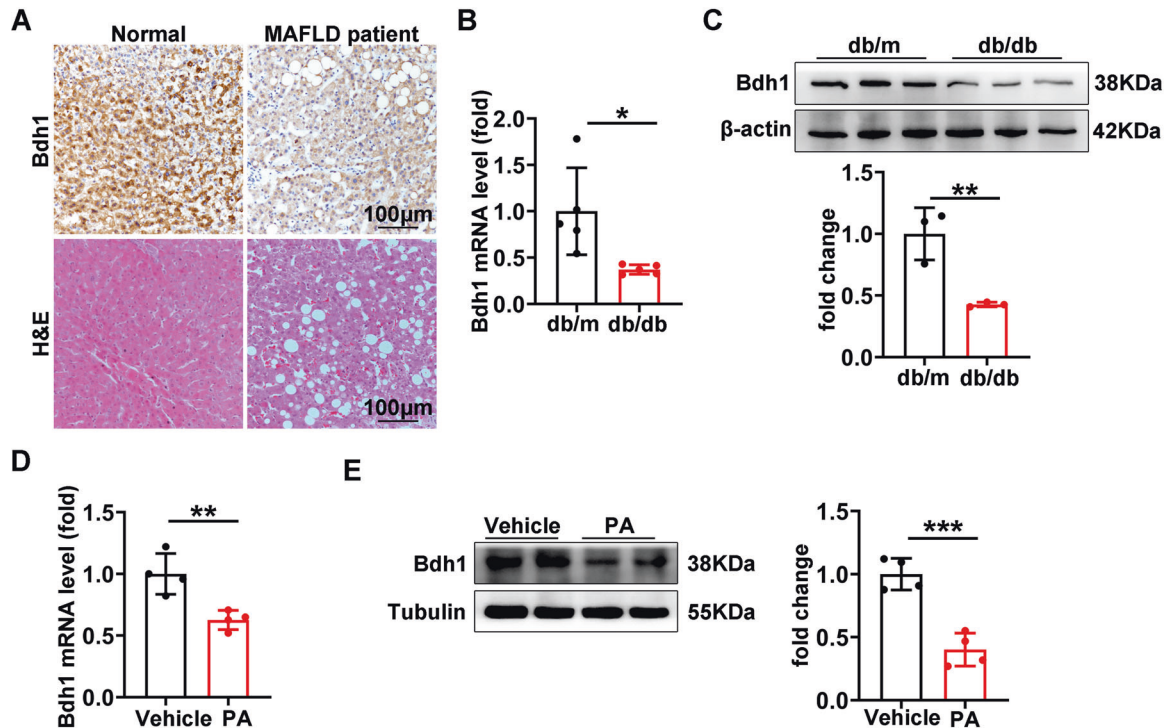 A
Normal
MAFLD patient
Bdh1
100μm
H&E
100μm
B
Bdh1 mRNA level (fold)
2.0
1.5
1.0
0.5
0.0
*
db/m
db/db
C
db/m
db/db
Bdh1
38KDa
β-actin
42KDa
fold change
1.5
1.0
0.5
0.0
**
db/m
db/db
D
Bdh1 mRNA level (fold)
1.5
1.0
0.5
0.0
**
Vehicle
PA
E
Vehicle
PA
Bdh1
38KDa
Tubulin
55KDa
fold change
1.5
1.0
0.5
0.0
***
Vehicle
PA